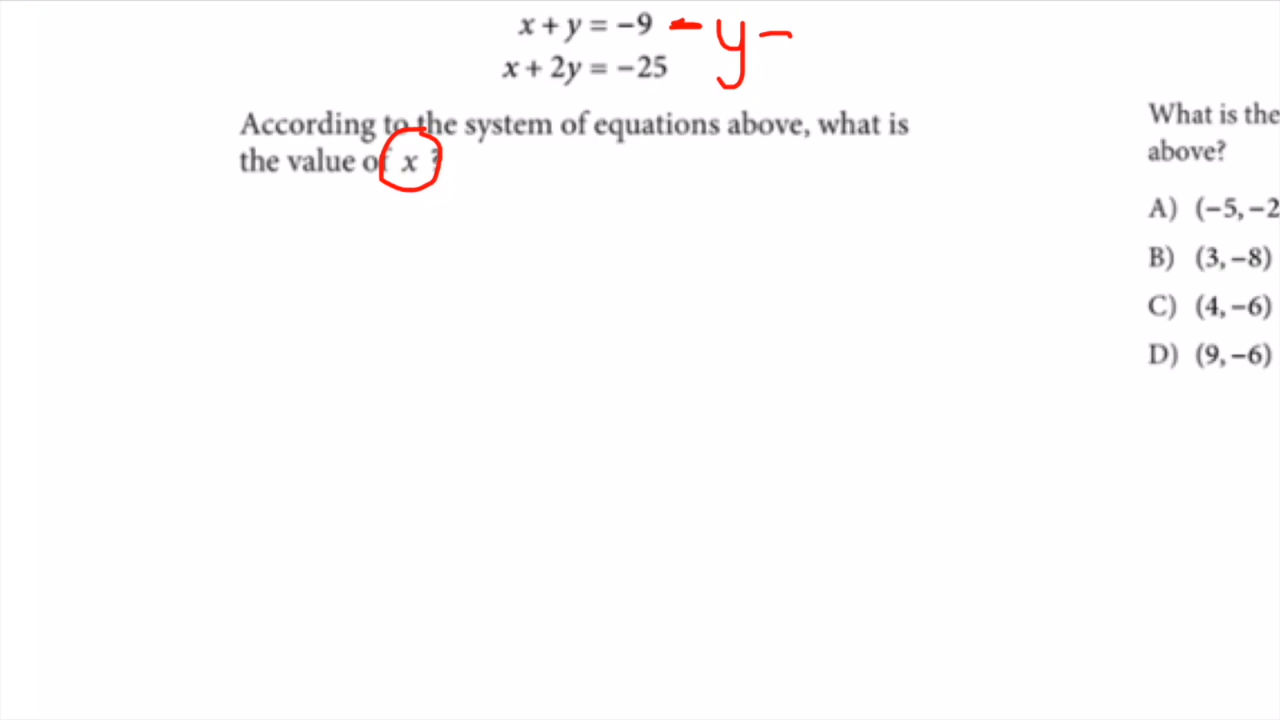 x + y = −9 - y -
x + 2y = −25
According to the system of equations above, what is
the value of x ?
What is the
above?
A) (−5, −2
B) (3, −8)
C) (4, −6)
D) (9, −6)